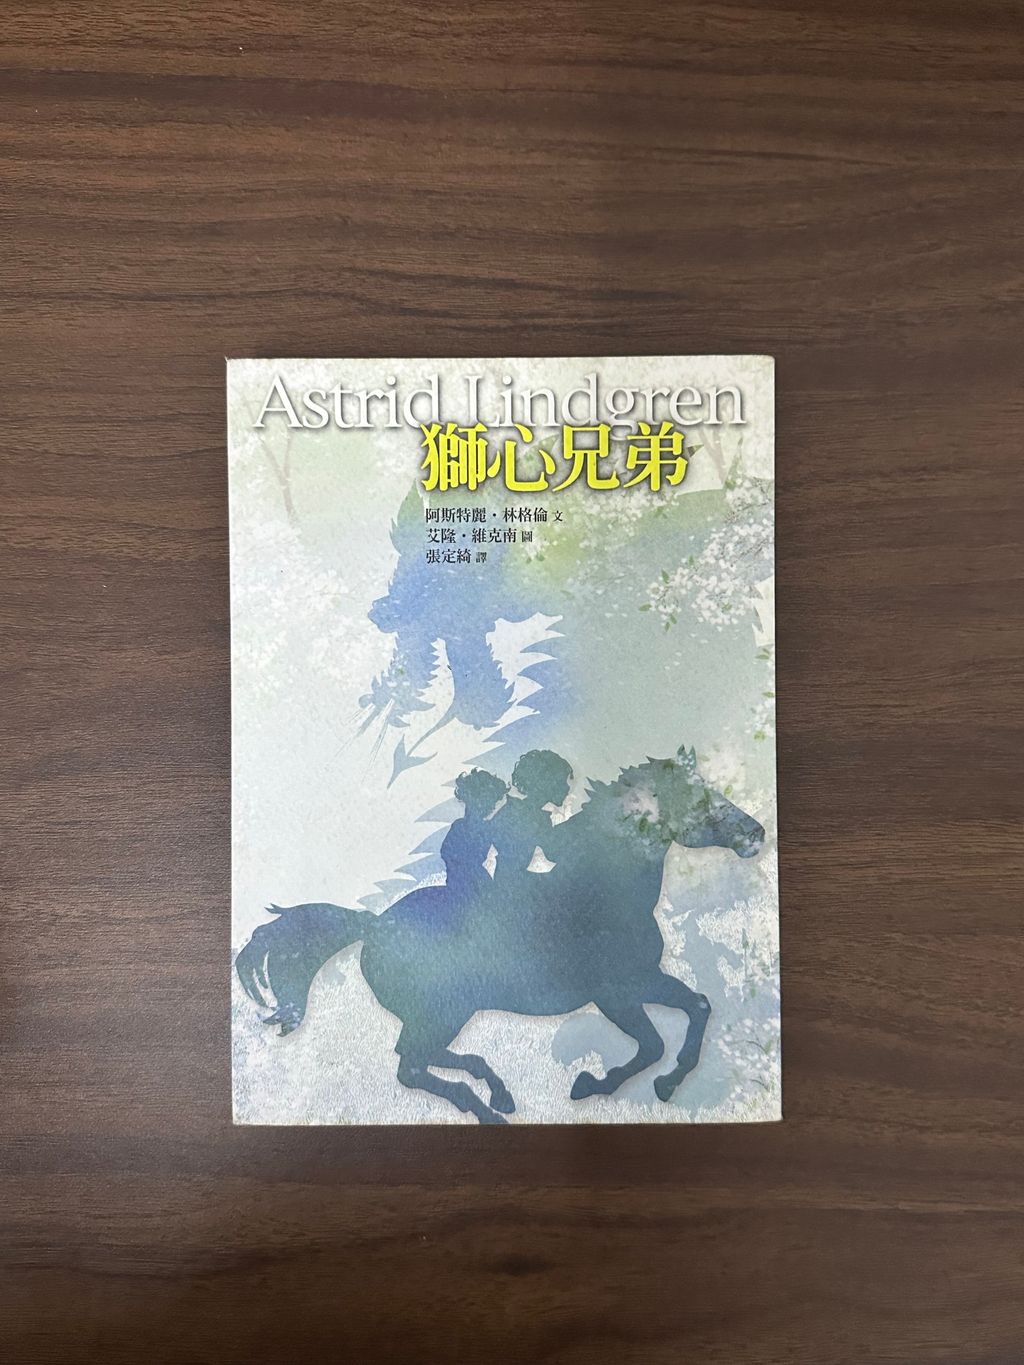 Astrid Lindgren
獅心兄弟
阿斯特麗・林格倫 文
艾隆・維克南 圖
張定綺 譯